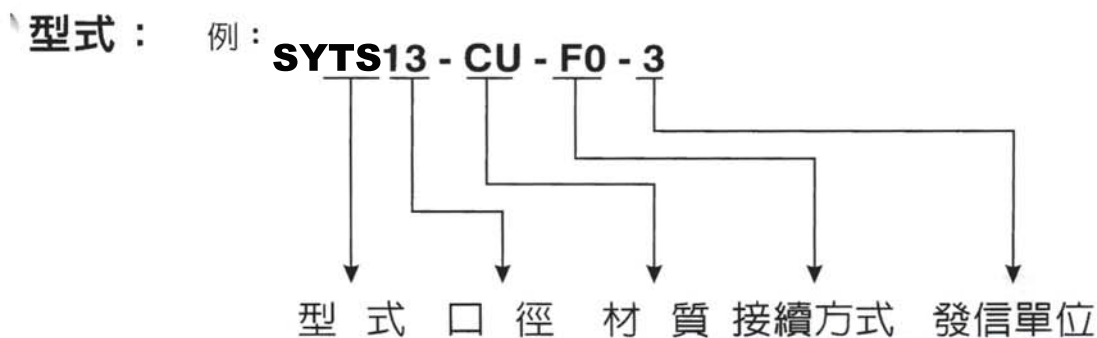 型式： 例：
SYTS13 - CU - F0 - 3
型式 口徑 材質 接續方式 發信單位